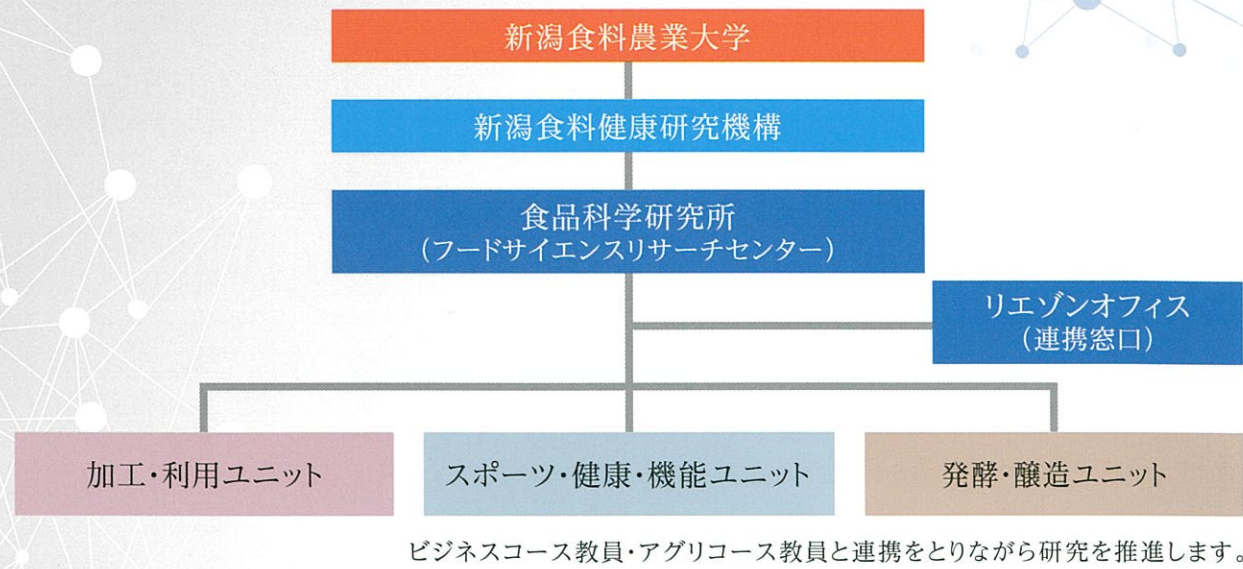 新潟食料農業大学
新潟食料健康研究機構
食品科学研究所
(フードサイエンスリサーチセンター)
リエゾンオフィス
(連携窓口)
加工・利用ユニット
スポーツ・健康・機能ユニット
発酵・醸造ユニット
ビジネスコース教員・アグリコース教員と連携をとりながら研究を推進します。